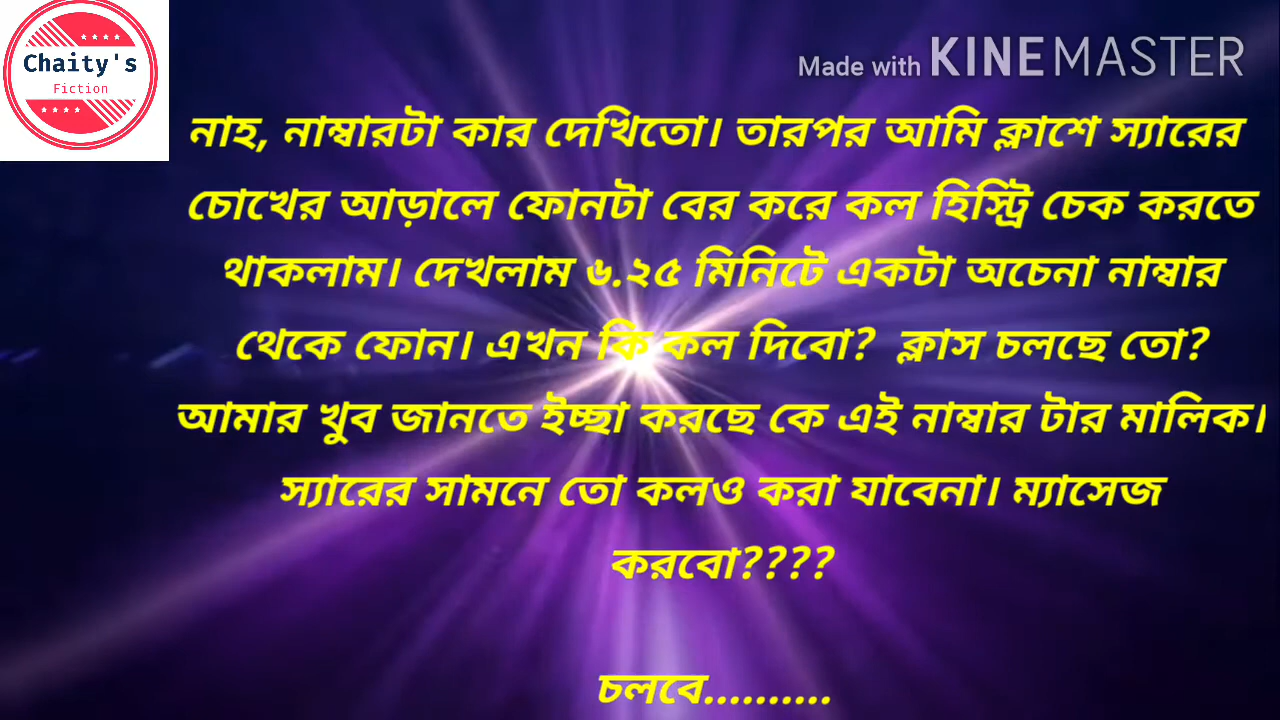 Chaity's
Fiction
Made with KINEMASTER
নাহ, নাম্বারটা কার দেখিতো। তারপর আমি ক্লাশে স্যারের
চোখের আড়ালে ফোনটা বের করে কল হিস্ট্রি চেক করতে
থাকলাম। দেখলাম ৬.২৫ মিনিটে একটা অচেনা নাম্বার
থেকে ফোন। এখন কি কল দিবো? ক্লাস চলছে তো?
আমার খুব জানতে ইচ্ছা করছে কে এই নাম্বার টার মালিক।
স্যারের সামনে তো কলও করা যাবেনা। ম্যাসেজ
করবো????
চলবে..........